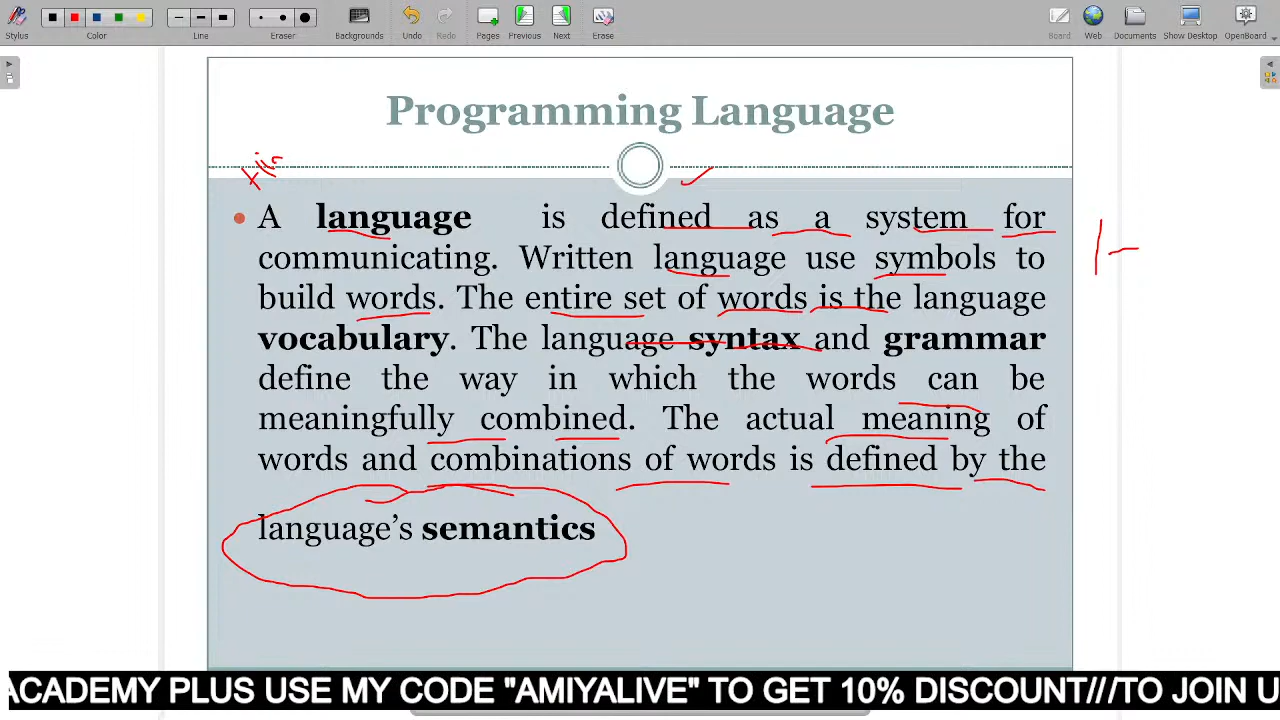 Stylus Color Line Eraser Backgrounds Undo Redo Pages Previous Next Erase Board Web Documents Show Desktop OpenBoard
Programming Language
A language is defined as a system for
communicating. Written language use symbols to
build words. The entire set of words is the language
vocabulary. The language syntax and grammar
define the way in which the words can be
meaningfully combined. The actual meaning of
words and combinations of words is defined by the
language’s semantics
ACADEMY PLUS USE MY CODE "AMIYALIVE" TO GET 10% DISCOUNT///TO JOIN U